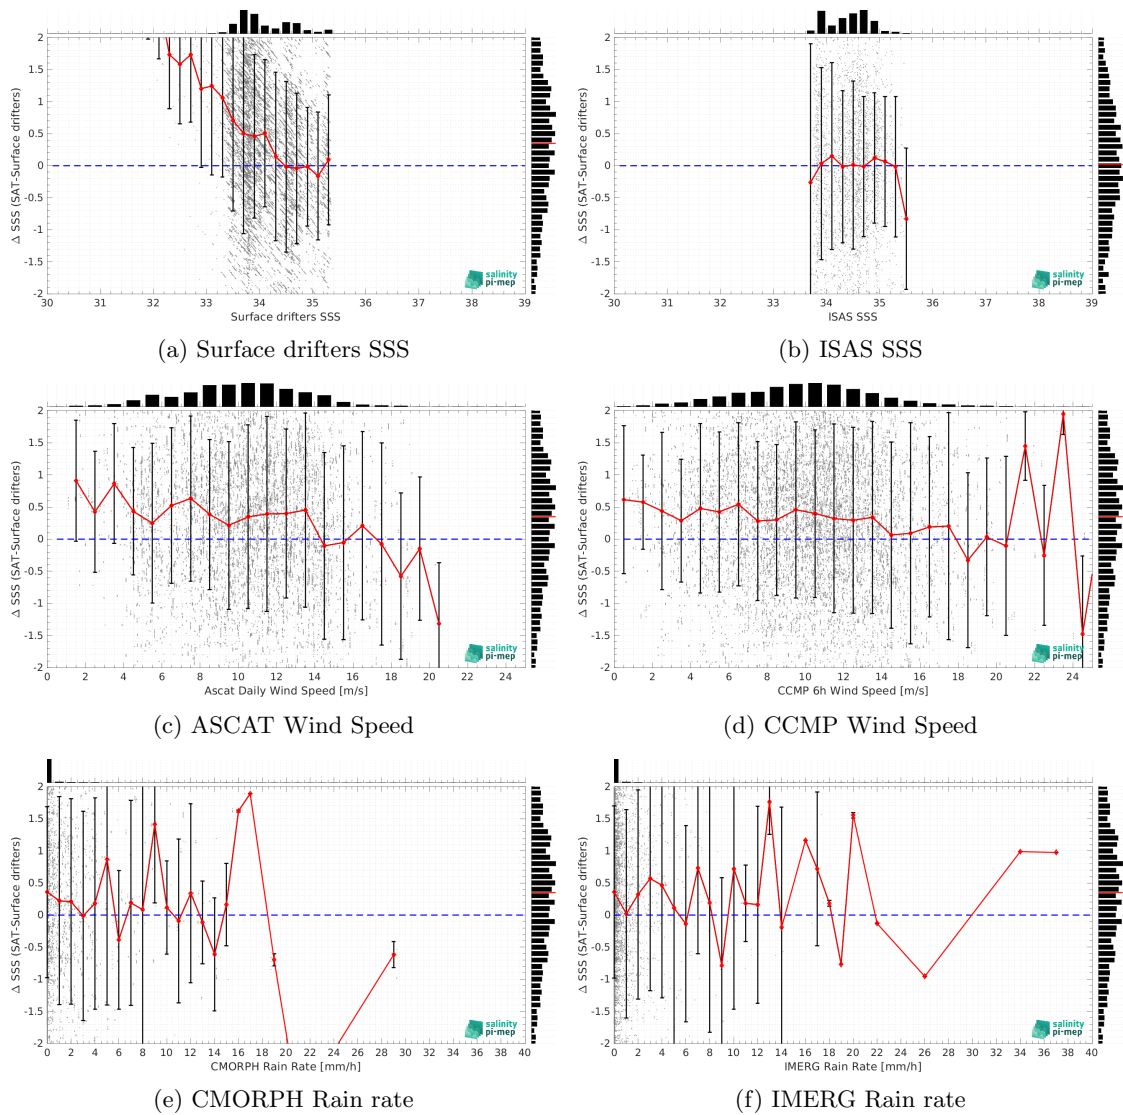 2
1.5
1
0.5
0
-0.5
-1
-1.5
-2
Δ SSS (SAT-Surface drifters)
30 31 32 33 34 35 36 37 38 39
Surface drifters SSS
salinity
pi-mep
(a) Surface drifters SSS
2
1.5
1
0.5
0
-0.5
-1
-1.5
-2
Δ SSS (SAT-Surface drifters)
30 31 32 33 34 35 36 37 38 39
ISAS SSS
salinity
pi-mep
(b) ISAS SSS
2
1.5
1
0.5
0
-0.5
-1
-1.5
-2
Δ SSS (SAT-Surface drifters)
0 2 4 6 8 10 12 14 16 18 20 22 24
Ascat Daily Wind Speed [m/s]
salinity
pi-mep
(c) ASCAT Wind Speed
2
1.5
1
0.5
0
-0.5
-1
-1.5
-2
Δ SSS (SAT-Surface drifters)
0 2 4 6 8 10 12 14 16 18 20 22 24
CCMP 6h Wind Speed [m/s]
salinity
pi-mep
(d) CCMP Wind Speed
2
1.5
1
0.5
0
-0.5
-1
-1.5
-2
Δ SSS (SAT-Surface drifters)
0 2 4 6 8 10 12 14 16 18 20 22 24 26 28 30 32 34 36 38 40
CMORPH Rain Rate [mm/h]
salinity
pi-mep
(e) CMORPH Rain rate
2
1.5
1
0.5
0
-0.5
-1
-1.5
-2
Δ SSS (SAT-Surface drifters)
0 2 4 6 8 10 12 14 16 18 20 22 24 26 28 30 32 34 36 38 40
IMERG Rain Rate [mm/h]
salinity
pi-mep
(f) IMERG Rain rate